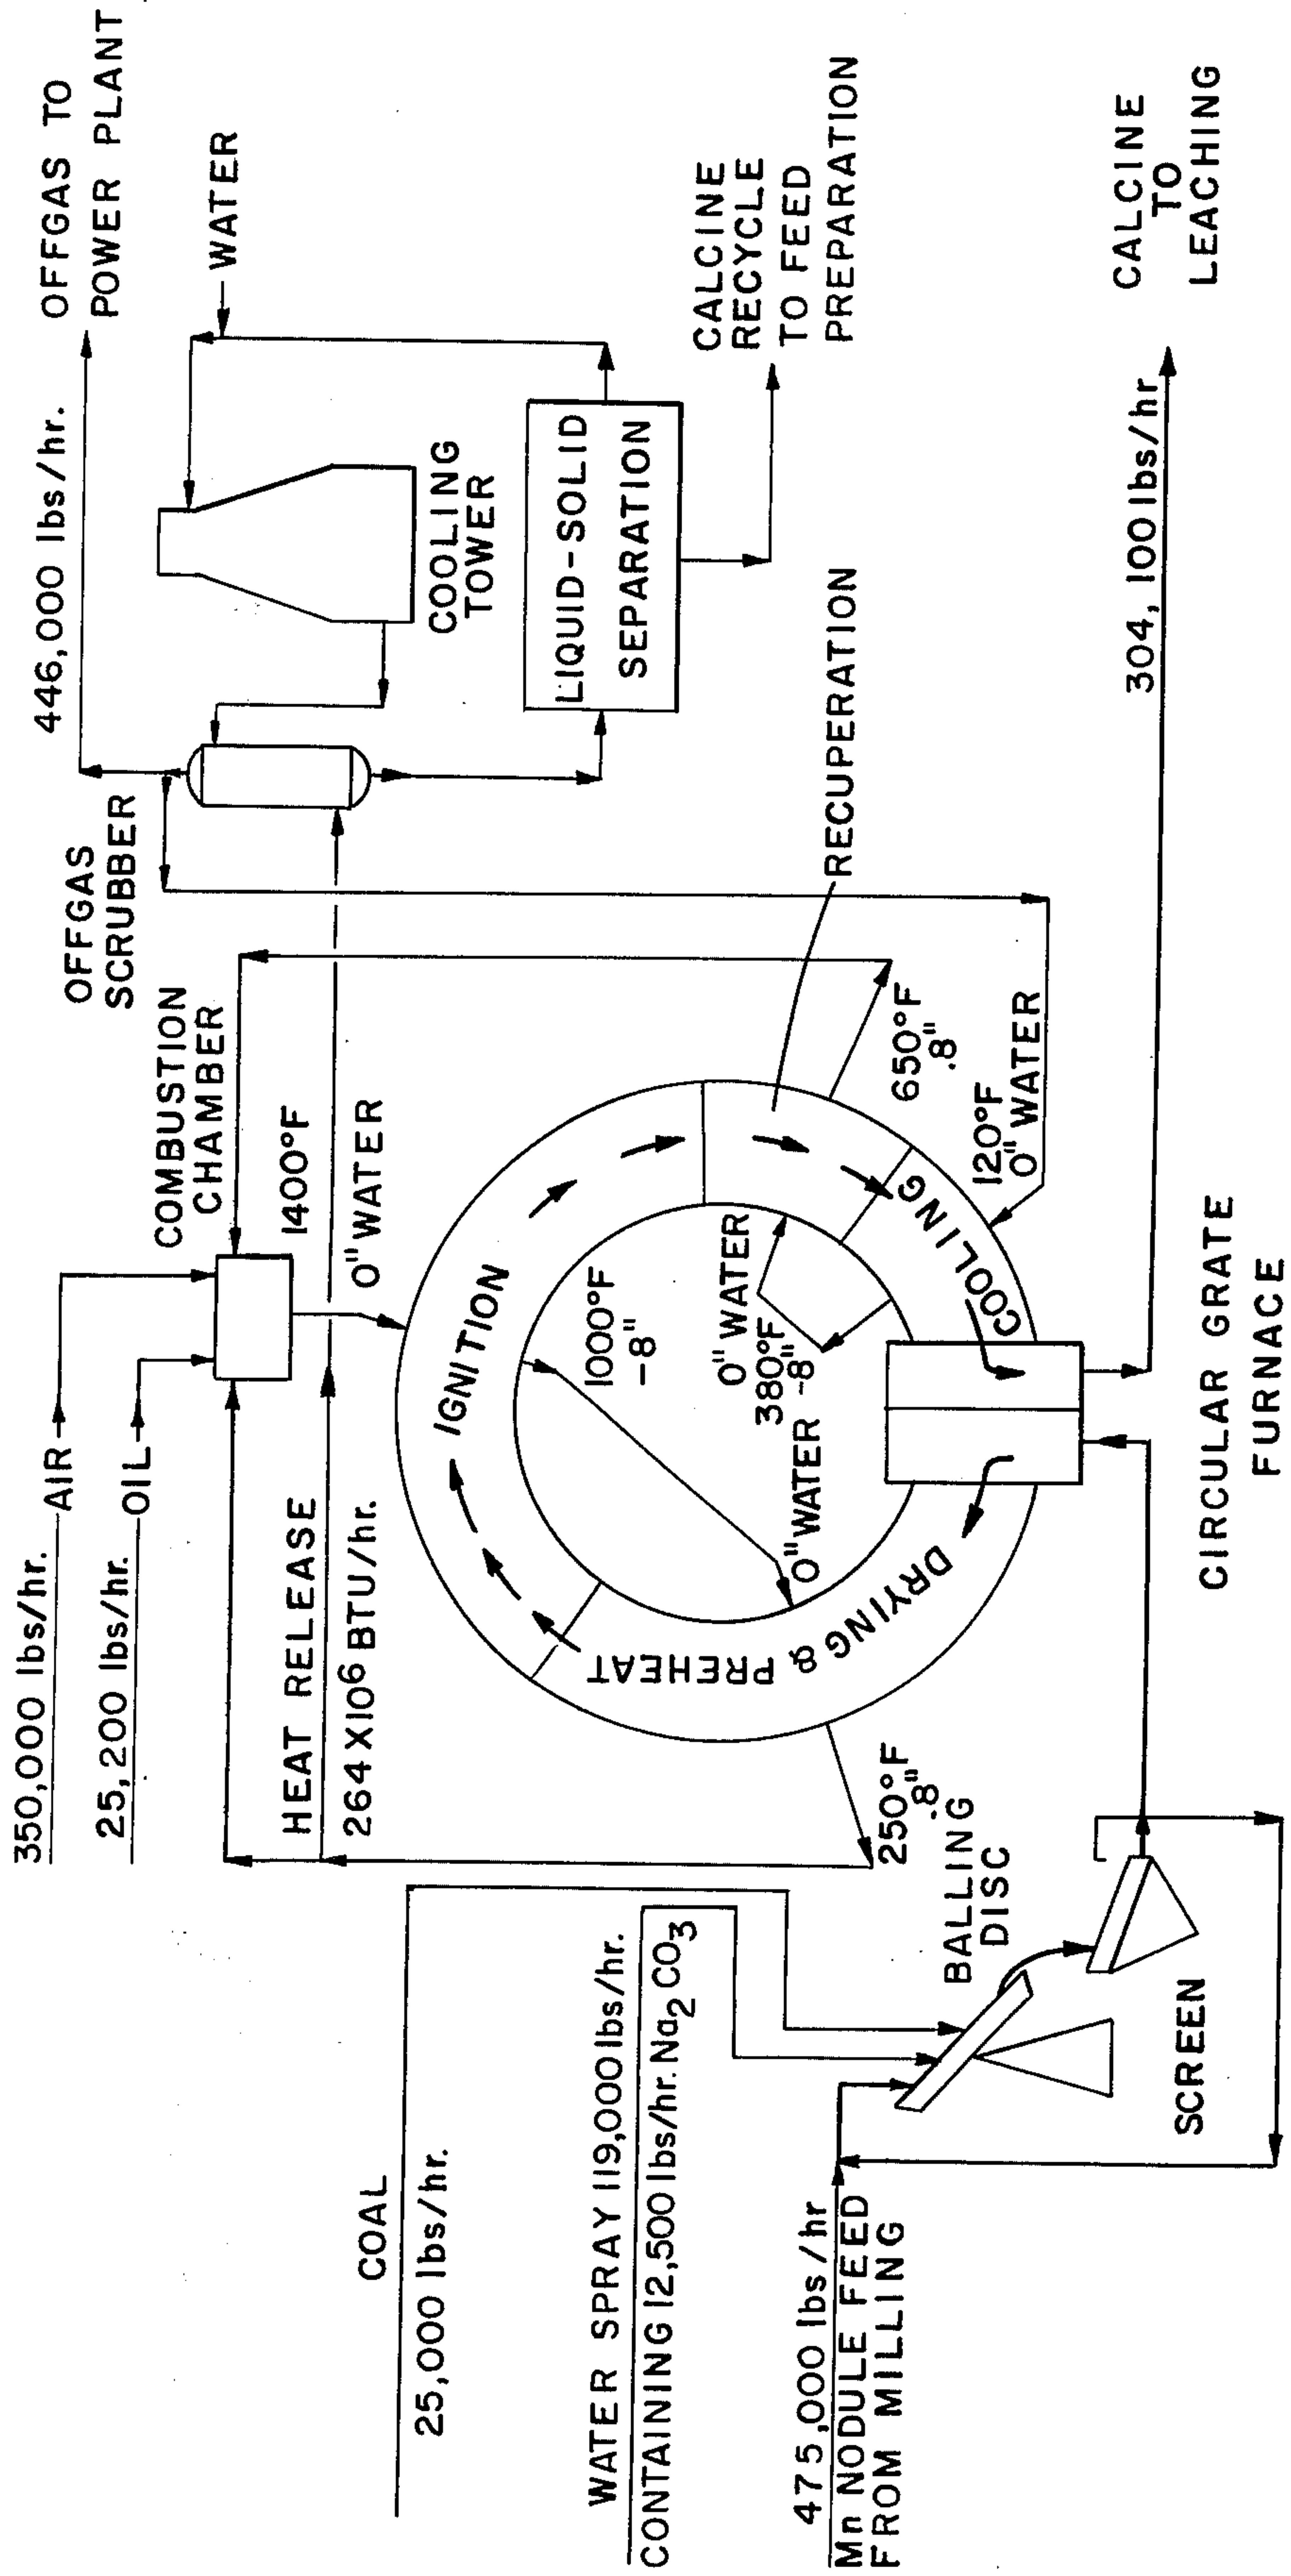 350,000 lbs/hr.
AIR
25,200 lbs/hr.
OIL
HEAT RELEASE
264 X10⁶ BTU/hr.
COMBUSTION
CHAMBER
1400°F
0" WATER
OFFGAS
SCRUBBER
446,000 lbs/hr.
OFFGAS TO
POWER PLANT
WATER
COOLING
TOWER
LIQUID-SOLID
SEPARATION
CALCINE
RECYCLE
TO FEED
PREPARATION
COAL
25,000 lbs/hr.
WATER SPRAY 119,000 lbs/hr.
CONTAINING 12,500 lbs/hr. Na₂CO₃
475,000 lbs/hr
Mn NODULE FEED
FROM MILLING
BALLING
DISC
SCREEN
250°F
.8"
DRYING &
PREHEAT
IGNITION
1000°F
-8"
0" WATER
0" WATER
380°F
-8"
RECUPERATION
650°F
.8"
COOLING
120°F
0" WATER
304,100 lbs/hr
CALCINE
TO
LEACHING
CIRCULAR GRATE
FURNACE